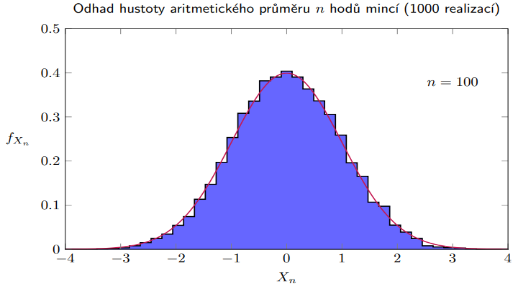 Odhad hustoty aritmetického průměru n hodů mincí (1000 realizací)
0.5
0.4
0.3
0.2
0.1
0
f_{X_n}
n = 100
−4 −3 −2 −1 0 1 2 3 4
X_n